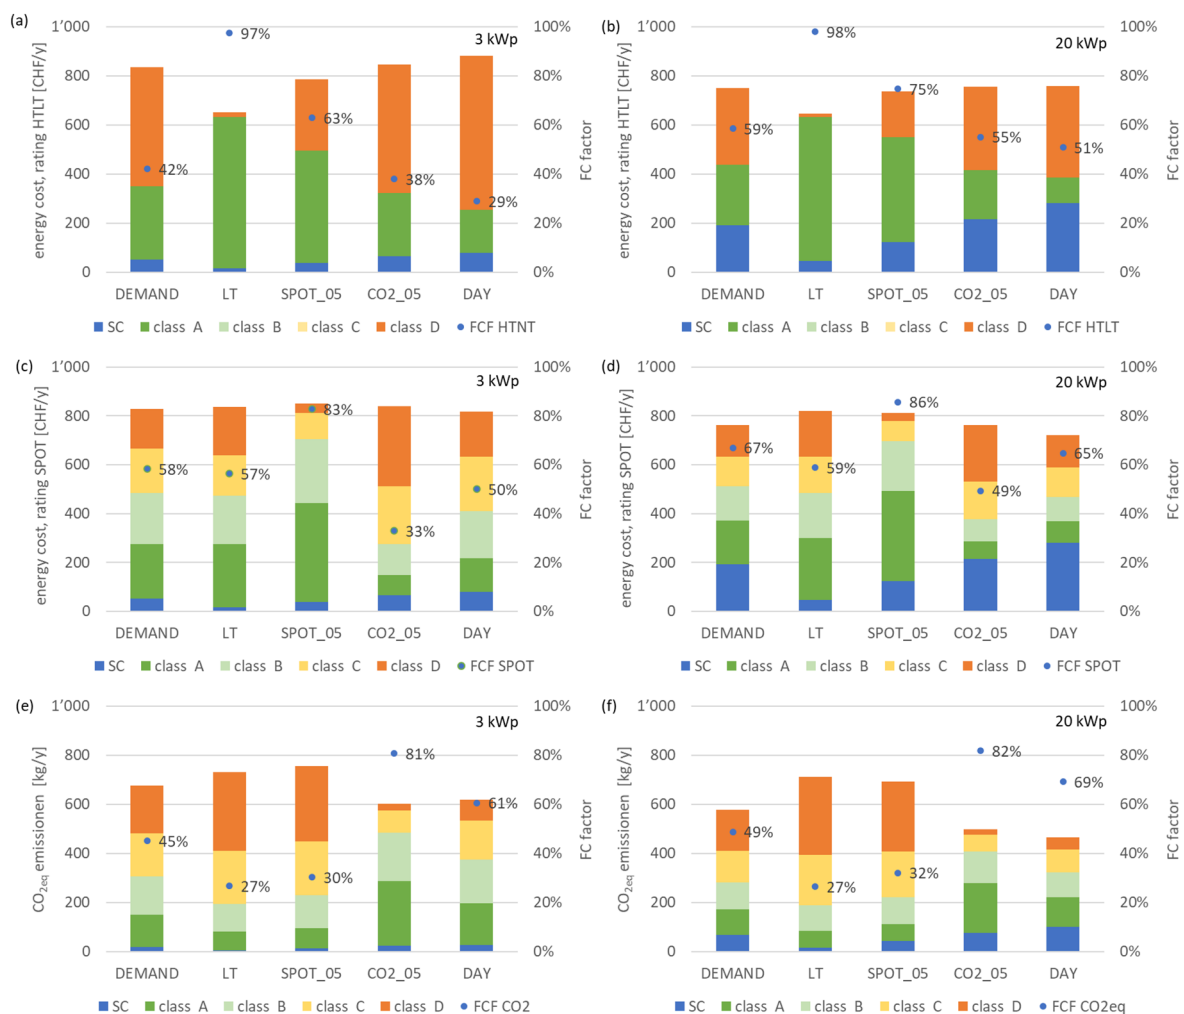 (a)
3 kWp
energy cost, rating HTLT [CHF/y]
1’000
800
600
400
200
0
100%
80%
60%
40%
20%
0%
FC factor
42%
97%
63%
38%
29%
DEMAND LT SPOT_05 CO2_05 DAY
SC class A class B class C class D FCF HTNT
(b)
20 kWp
energy cost, rating HTLT [CHF/y]
1’000
800
600
400
200
0
100%
80%
60%
40%
20%
0%
FC factor
59%
98%
75%
55%
51%
DEMAND LT SPOT_05 CO2_05 DAY
SC class A class B class C class D FCF HTLT
(c)
3 kWp
energy cost, rating SPOT [CHF/y]
1’000
800
600
400
200
0
100%
80%
60%
40%
20%
0%
FC factor
58%
57%
83%
33%
50%
DEMAND LT SPOT_05 CO2_05 DAY
SC class A class B class C class D FCF SPOT
(d)
20 kWp
energy cost, rating SPOT [CHF/y]
1’000
800
600
400
200
0
100%
80%
60%
40%
20%
0%
FC factor
67%
59%
86%
49%
65%
DEMAND LT SPOT_05 CO2_05 DAY
SC class A class B class C class D FCF SPOT
(e)
3 kWp
CO2eq emissionen [kg/y]
1’000
800
600
400
200
0
100%
80%
60%
40%
20%
0%
FC factor
45%
27%
30%
81%
61%
DEMAND LT SPOT_05 CO2_05 DAY
SC class A class B class C class D FCF CO2
(f)
20 kWp
CO2eq emissionen [kg/y]
1’000
800
600
400
200
0
100%
80%
60%
40%
20%
0%
FC factor
49%
27%
32%
82%
69%
DEMAND LT SPOT_05 CO2_05 DAY
SC class A class B class C class D FCF CO2eq